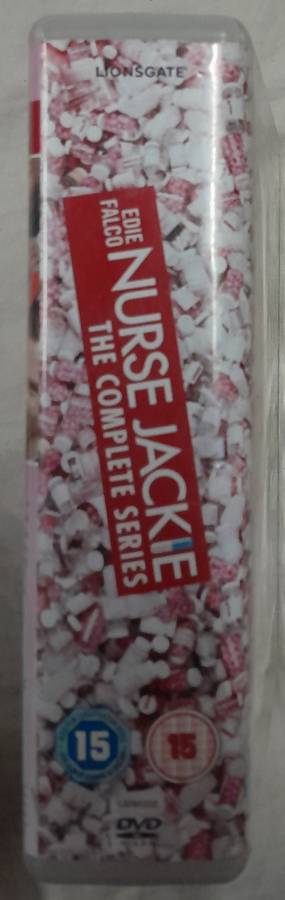 LIONSGATE
EDIE
FALCO
NURSE JACKIE
THE COMPLETE SERIES
15
15
DVD